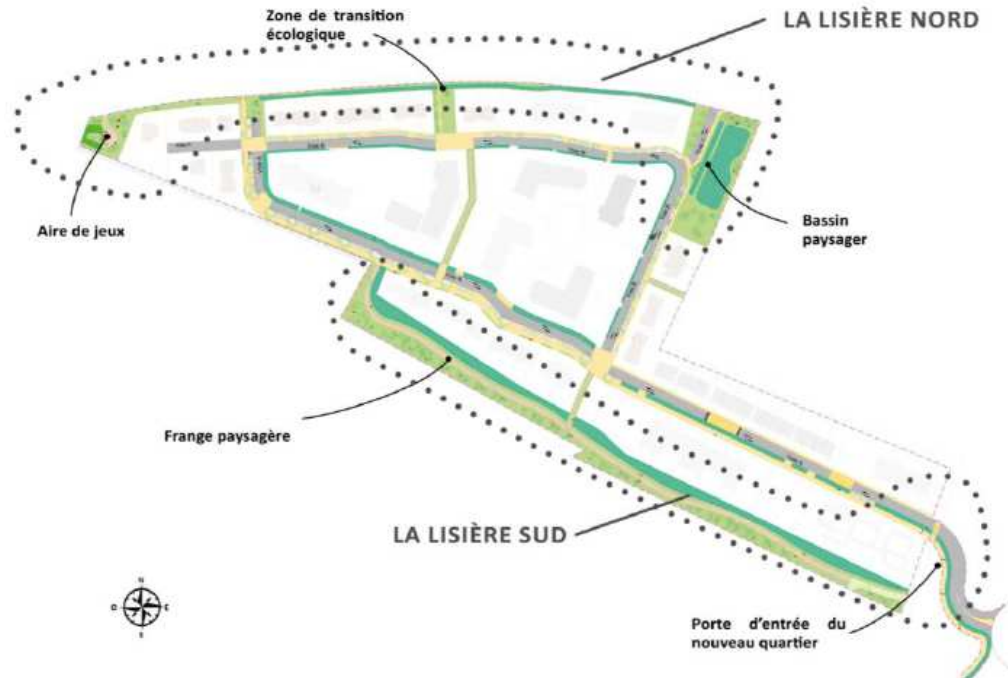 Zone de transition
écologique
LA LISIÈRE NORD
Aire de jeux
Bassin
paysager
Frange paysagère
LA LISIÈRE SUD
N
O
E
S
Porte d'entrée du
nouveau quartier